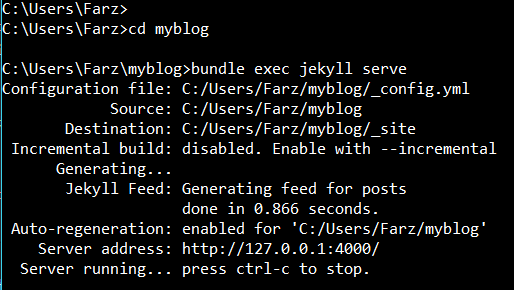 C:\Users\Farz>
C:\Users\Farz>cd myblog
C:\Users\Farz\myblog>bundle exec jekyll serve
Configuration file: C:/Users/Farz/myblog/_config.yml
Source: C:/Users/Farz/myblog
Destination: C:/Users/Farz/myblog/_site
Incremental build: disabled. Enable with --incremental
Generating...
Jekyll Feed: Generating feed for posts
done in 0.866 seconds.
Auto-regeneration: enabled for 'C:/Users/Farz/myblog'
Server address: http://127.0.0.1:4000/
Server running... press ctrl-c to stop.